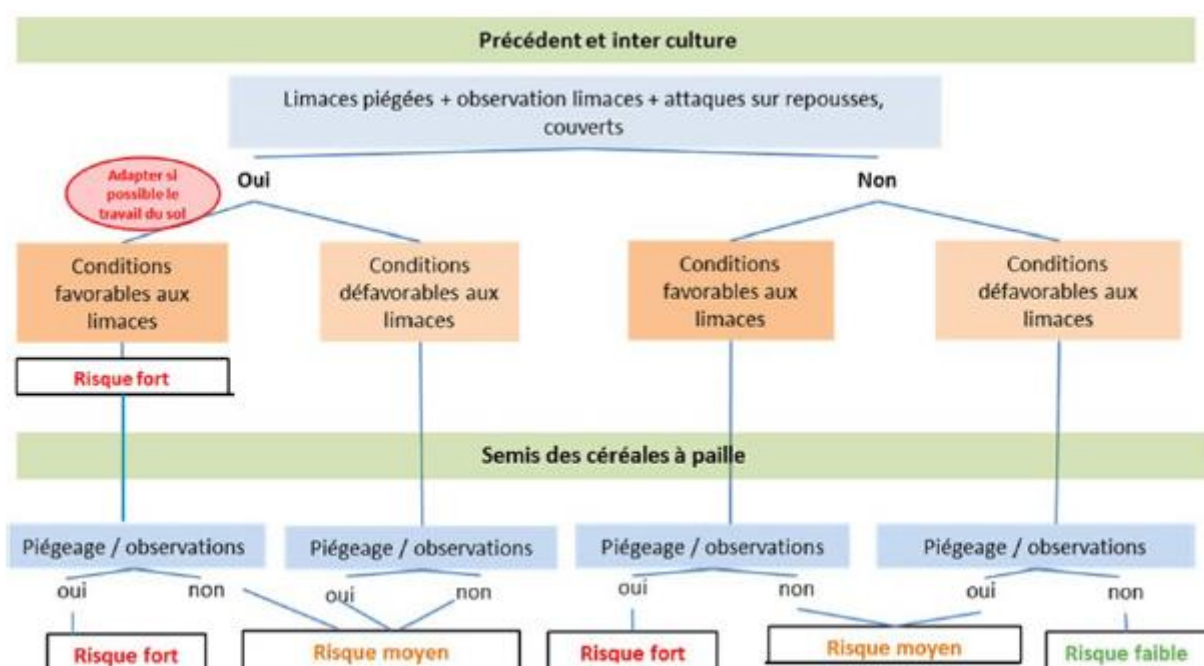 Précédent et inter culture
Limaces piégées + observation limaces + attaques sur repousses,
couverts
Adapter si
possible le
travail du sol
Oui
Non
Conditions
favorables aux
limaces
Conditions
défavorables aux
limaces
Conditions
favorables aux
limaces
Conditions
défavorables aux
limaces
Risque fort
Semis des céréales à paille
Piégeage / observations
Piégeage / observations
Piégeage / observations
Piégeage / observations
oui
non
oui
non
oui
non
oui
non
Risque fort
Risque moyen
Risque fort
Risque moyen
Risque faible